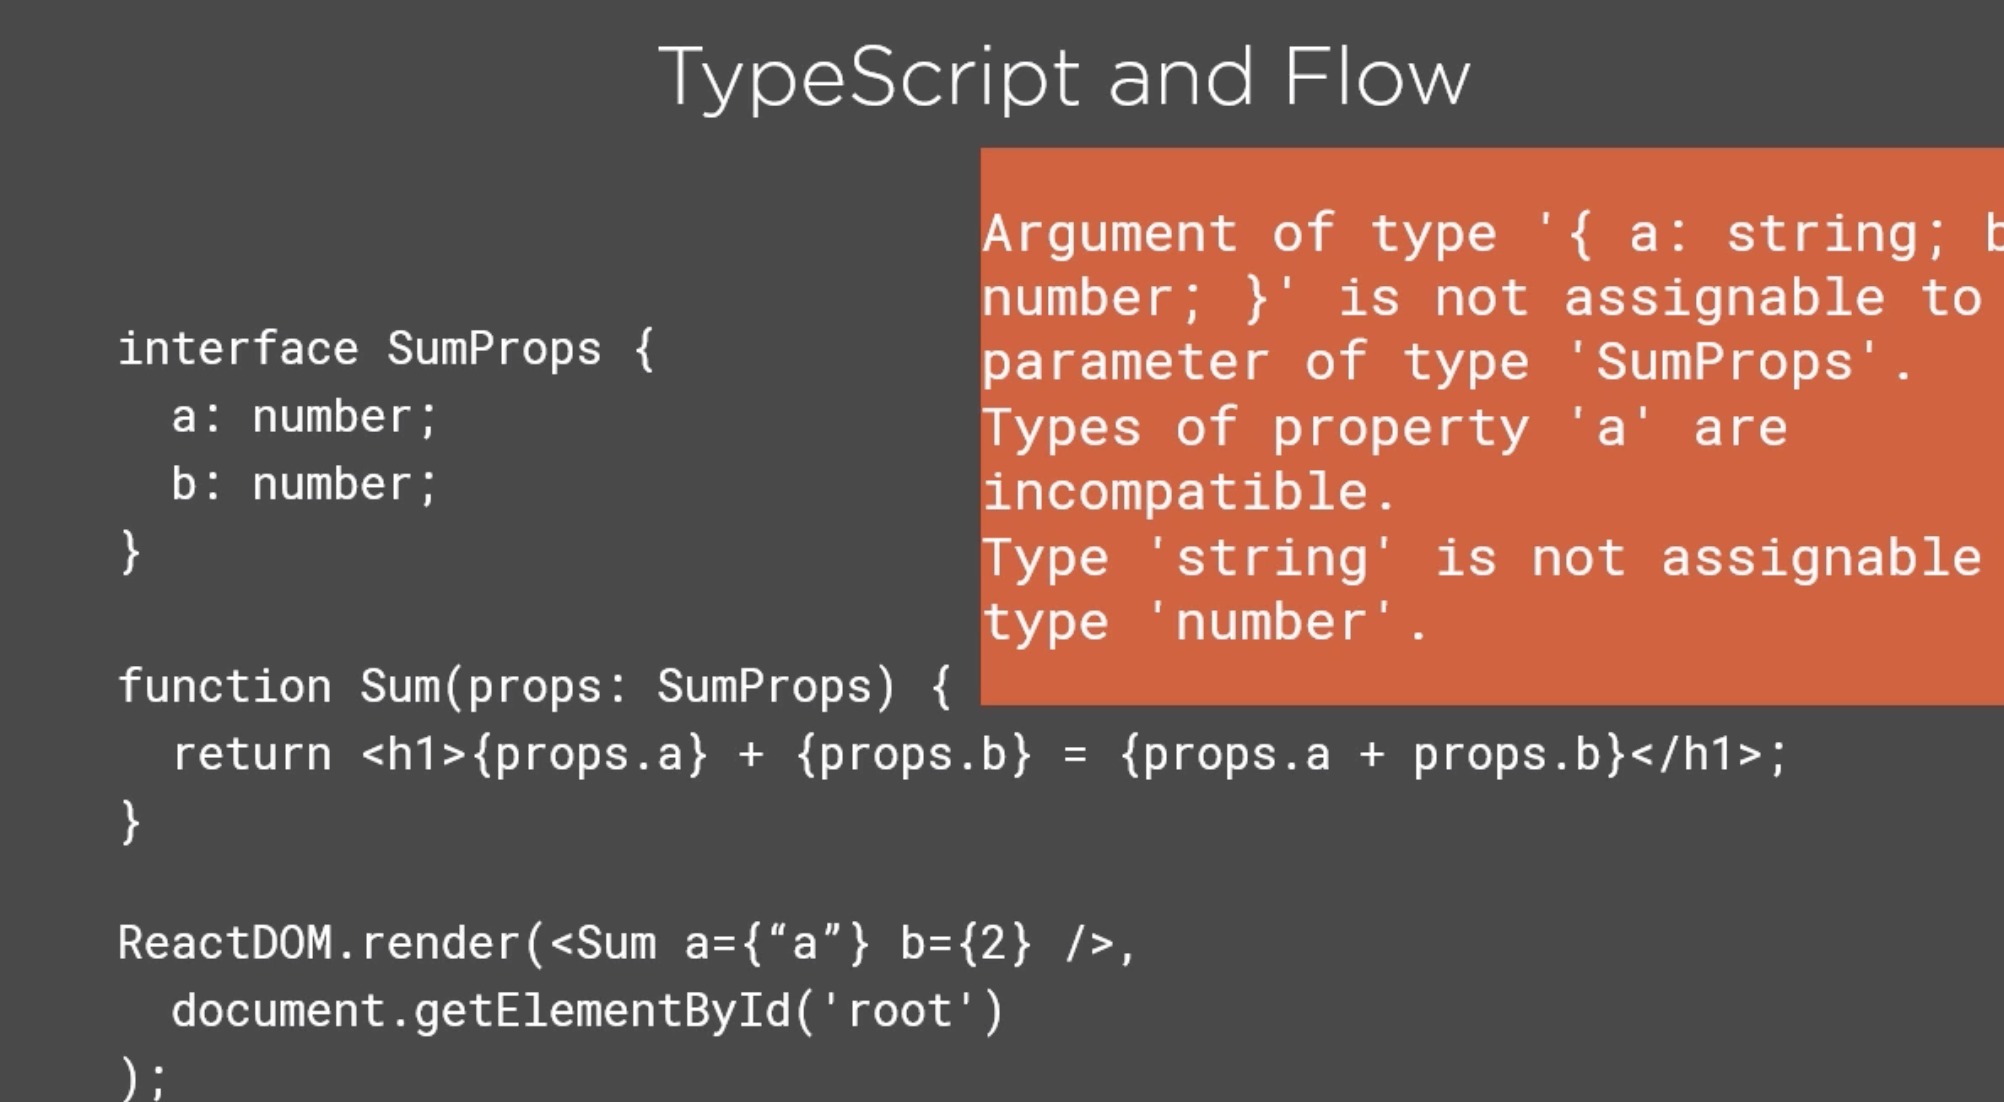 TypeScript and Flow
Argument of type '{ a: string; b
number; }' is not assignable to
parameter of type 'SumProps'.
Types of property 'a' are
incompatible.
Type 'string' is not assignable
type 'number'.
interface SumProps {
  a: number;
  b: number;
}
function Sum(props: SumProps) {
  return <h1>{props.a} + {props.b} = {props.a + props.b}</h1>;
}
ReactDOM.render(<Sum a={“a”} b={2} />,
  document.getElementById('root')
);